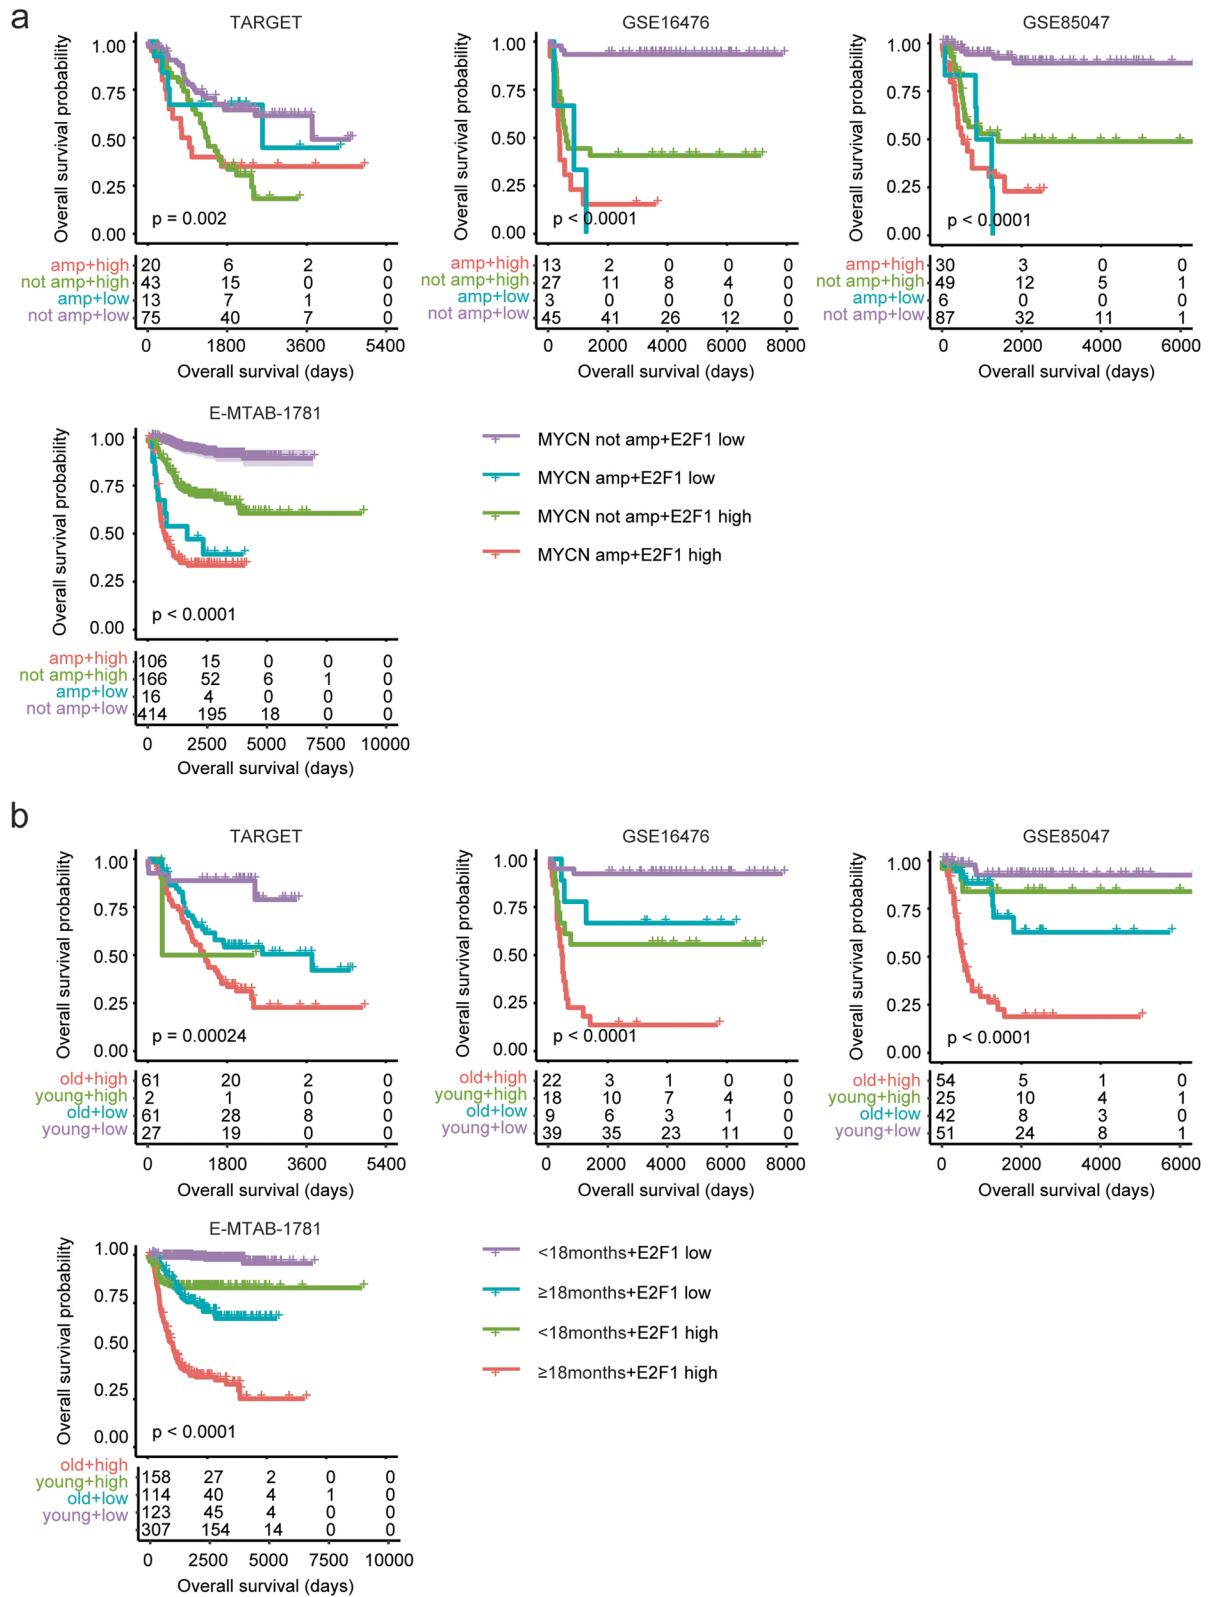 a
TARGET
Overall survival probability
1.00
0.75
0.50
0.25
0.00
p = 0.002
amp+high 20 6 2 0
not amp+high 43 15 0 0
amp+low 13 7 1 0
not amp+low 75 40 7 0
0 1800 3600 5400
Overall survival (days)
GSE16476
Overall survival probability
1.00
0.75
0.50
0.25
0.00
p < 0.0001
amp+high 13 2 0 0 0
not amp+high 27 11 8 4 0
amp+low 3 0 0 0 0
not amp+low 45 41 26 12 0
0 2000 4000 6000 8000
Overall survival (days)
GSE85047
Overall survival probability
1.00
0.75
0.50
0.25
0.00
p < 0.0001
amp+high 30 3 0 0
not amp+high 49 12 5 1
amp+low 6 0 0 0
not amp+low 87 32 11 1
0 2000 4000 6000
Overall survival (days)
E-MTAB-1781
Overall survival probability
1.00
0.75
0.50
0.25
0.00
p < 0.0001
amp+high 106 15 0 0 0
not amp+high 166 52 6 1 0
amp+low 16 4 0 0 0
not amp+low 414 195 18 0 0
0 2500 5000 7500 10000
Overall survival (days)
MYCN not amp+E2F1 low
MYCN amp+E2F1 low
MYCN not amp+E2F1 high
MYCN amp+E2F1 high
b
TARGET
Overall survival probability
1.00
0.75
0.50
0.25
0.00
p = 0.00024
old+high 61 20 2 0
young+high 2 1 0 0
old+low 61 28 8 0
young+low 27 19 0 0
0 1800 3600 5400
Overall survival (days)
GSE16476
Overall survival probability
1.00
0.75
0.50
0.25
0.00
p < 0.0001
old+high 22 3 1 0 0
young+high 18 10 7 4 0
old+low 9 6 3 1 0
young+low 39 35 23 11 0
0 2000 4000 6000 8000
Overall survival (days)
GSE85047
Overall survival probability
1.00
0.75
0.50
0.25
0.00
p < 0.0001
old+high 54 5 1 0
young+high 25 10 4 1
old+low 42 8 3 0
young+low 51 24 8 1
0 2000 4000 6000
Overall survival (days)
E-MTAB-1781
Overall survival probability
1.00
0.75
0.50
0.25
0.00
p < 0.0001
old+high 158 27 2 0 0
young+high 114 40 4 1 0
old+low 123 45 4 0 0
young+low 307 154 14 0 0
0 2500 5000 7500 10000
Overall survival (days)
<18months+E2F1 low
≥18months+E2F1 low
<18months+E2F1 high
≥18months+E2F1 high